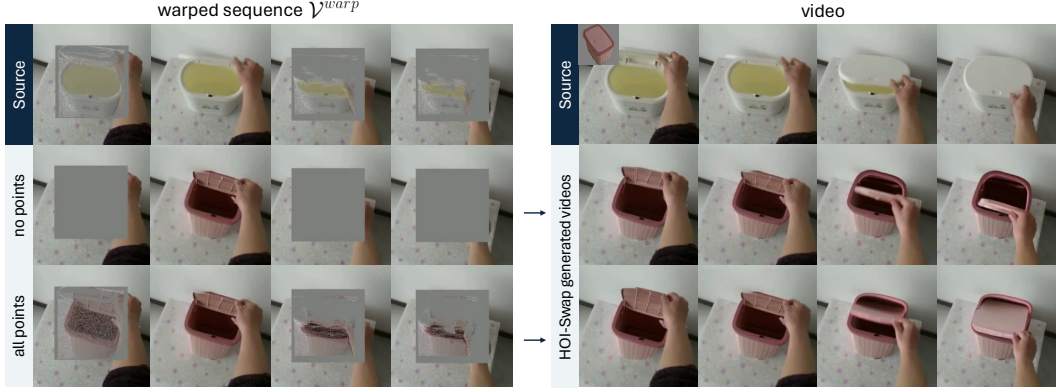 warped sequence 𝒱^{warp}
video
Source
Source
no points
all points
HOI-Swap generated videos